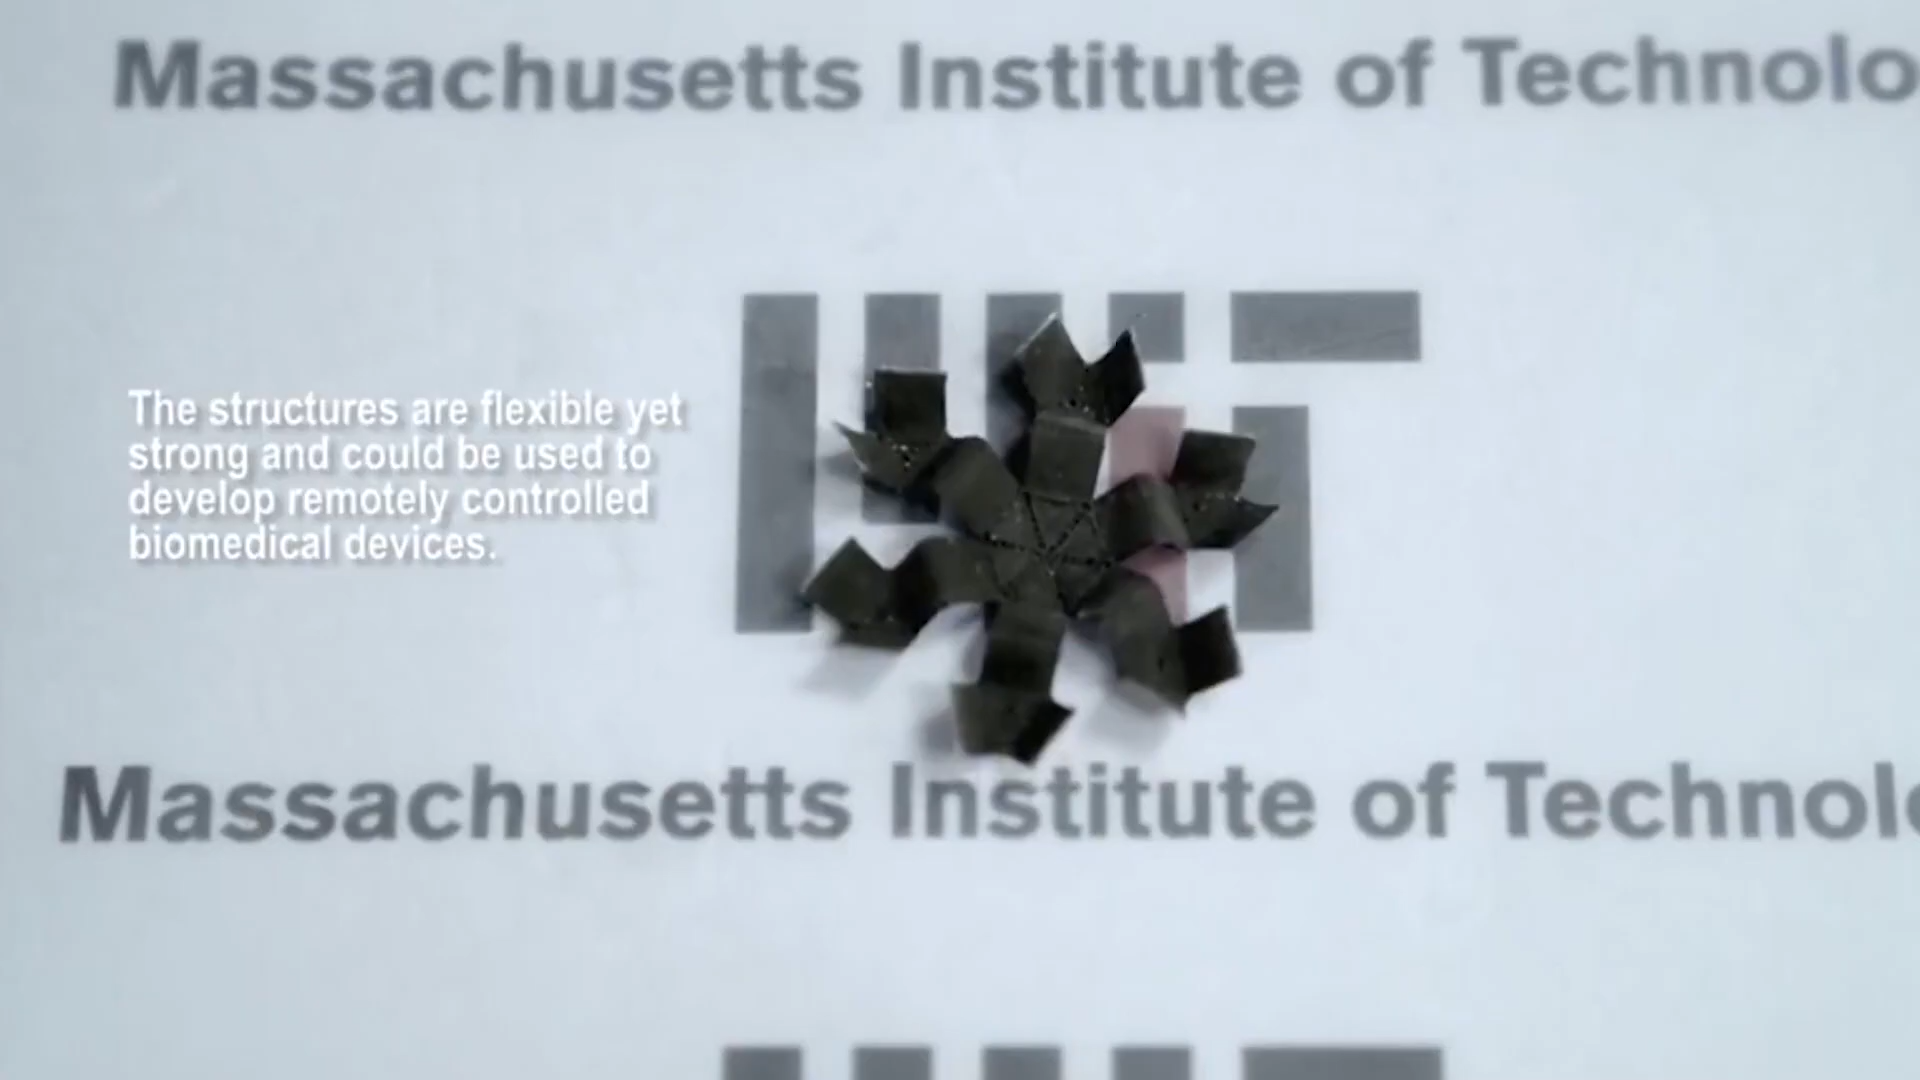 Massachusetts Institute of Technolo
The structures are flexible yet
strong and could be used to
develop remotely controlled
biomedical devices.
Massachusetts Institute of Technol